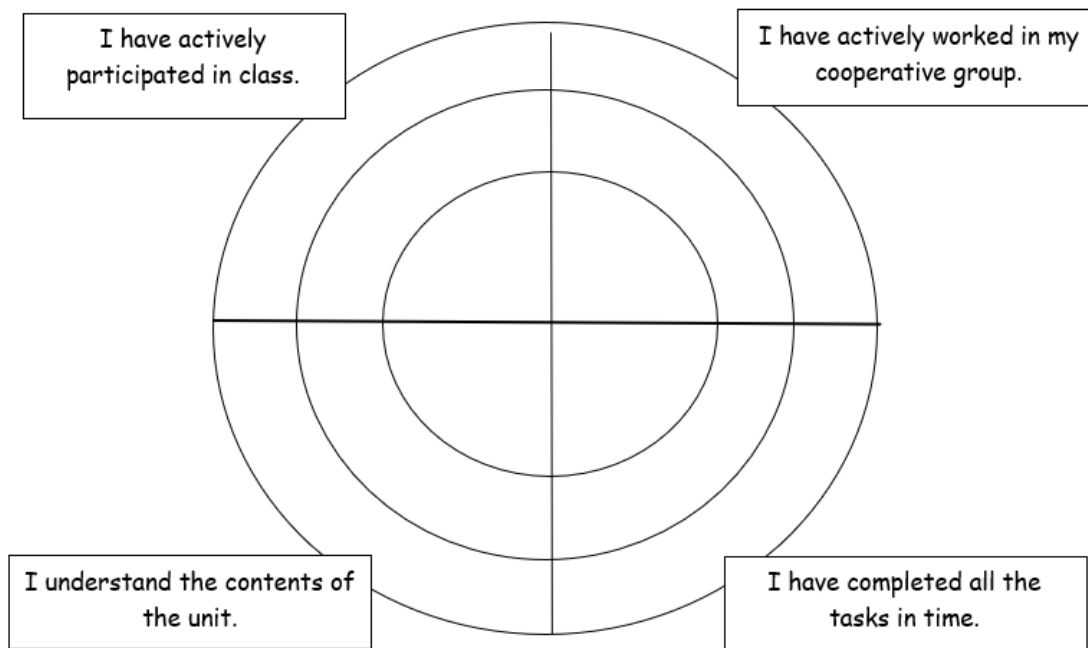 I have actively
participated in class.
I have actively worked in my
cooperative group.
I understand the contents of
the unit.
I have completed all the
tasks in time.